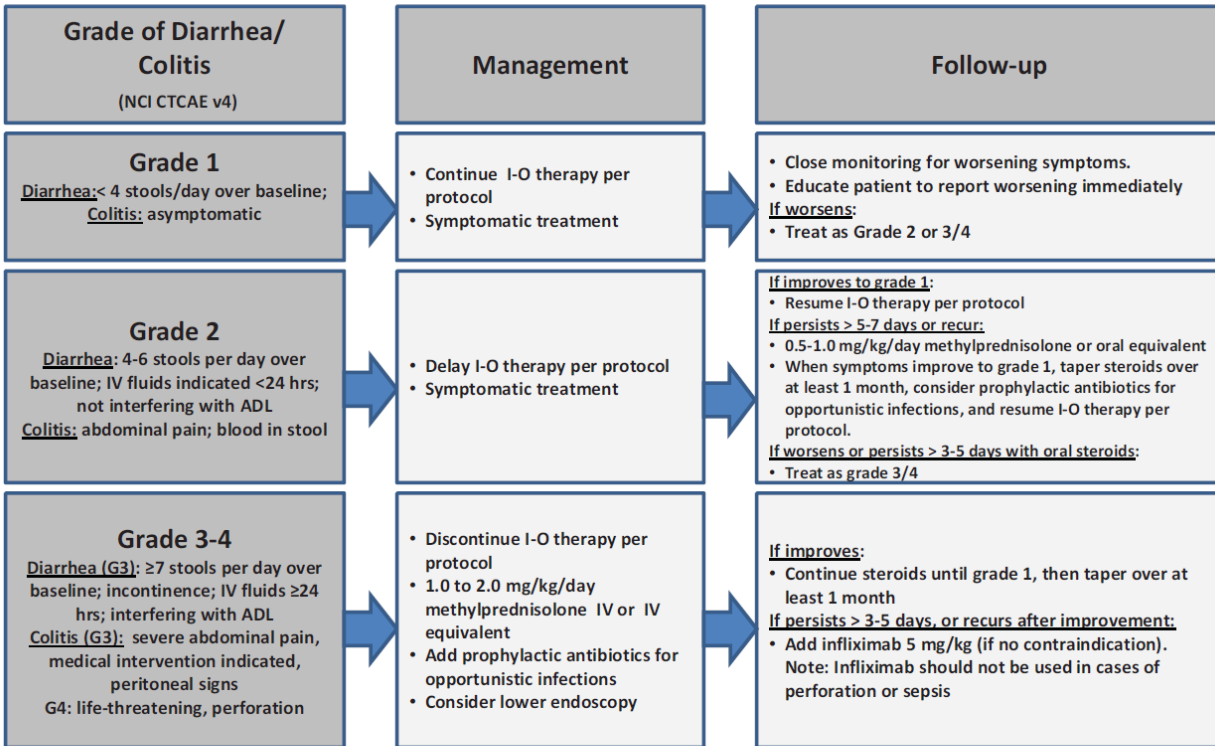 Grade of Diarrhea/
Colitis
(NCI CTCAE v4)
Management
Follow-up
Grade 1
Diarrhea:< 4 stools/day over baseline;
Colitis: asymptomatic
• Continue I-O therapy per
protocol
• Symptomatic treatment
• Close monitoring for worsening symptoms.
• Educate patient to report worsening immediately
If worsens:
• Treat as Grade 2 or 3/4
Grade 2
Diarrhea: 4-6 stools per day over
baseline; IV fluids indicated <24 hrs;
not interfering with ADL
Colitis: abdominal pain; blood in stool
• Delay I-O therapy per protocol
• Symptomatic treatment
If improves to grade 1:
• Resume I-O therapy per protocol
If persists > 5-7 days or recur:
• 0.5-1.0 mg/kg/day methylprednisolone or oral equivalent
• When symptoms improve to grade 1, taper steroids over
at least 1 month, consider prophylactic antibiotics for
opportunistic infections, and resume I-O therapy per
protocol.
If worsens or persists > 3-5 days with oral steroids:
• Treat as grade 3/4
Grade 3-4
Diarrhea (G3): ≥7 stools per day over
baseline; incontinence; IV fluids ≥24
hrs; interfering with ADL
Colitis (G3): severe abdominal pain,
medical intervention indicated,
peritoneal signs
G4: life-threatening, perforation
• Discontinue I-O therapy per
protocol
• 1.0 to 2.0 mg/kg/day
methylprednisolone IV or IV
equivalent
• Add prophylactic antibiotics for
opportunistic infections
• Consider lower endoscopy
If improves:
• Continue steroids until grade 1, then taper over at
least 1 month
If persists > 3-5 days, or recurs after improvement:
• Add infliximab 5 mg/kg (if no contraindication).
Note: Infliximab should not be used in cases of
perforation or sepsis